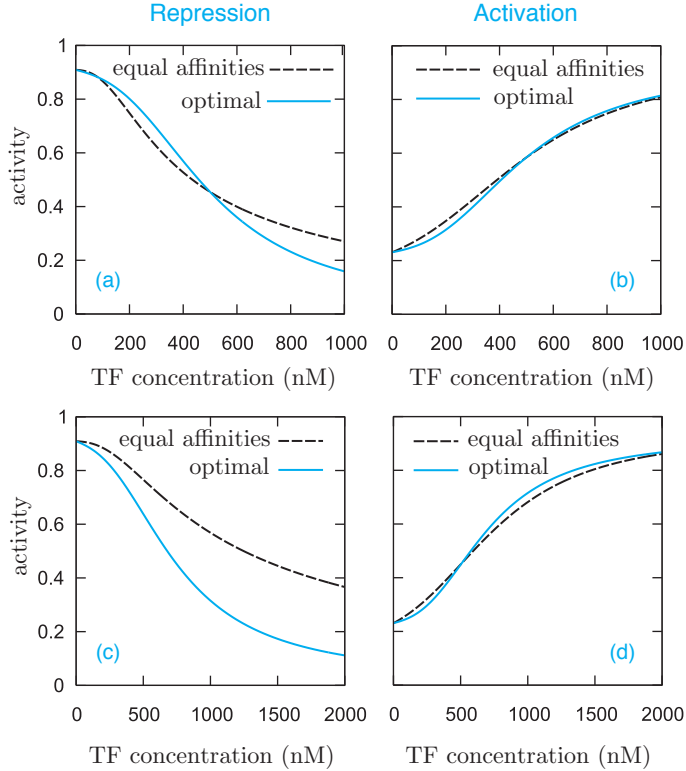 Repression
Activation
1
0.8
0.6
0.4
0.2
0
activity
equal affinities
optimal
(a)
0 200 400 600 800 1000
TF concentration (nM)
equal affinities
optimal
(b)
0 200 400 600 800 1000
TF concentration (nM)
1
0.8
0.6
0.4
0.2
0
activity
equal affinities
optimal
(c)
0 500 1000 1500 2000
TF concentration (nM)
equal affinities
optimal
(d)
0 500 1000 1500 2000
TF concentration (nM)